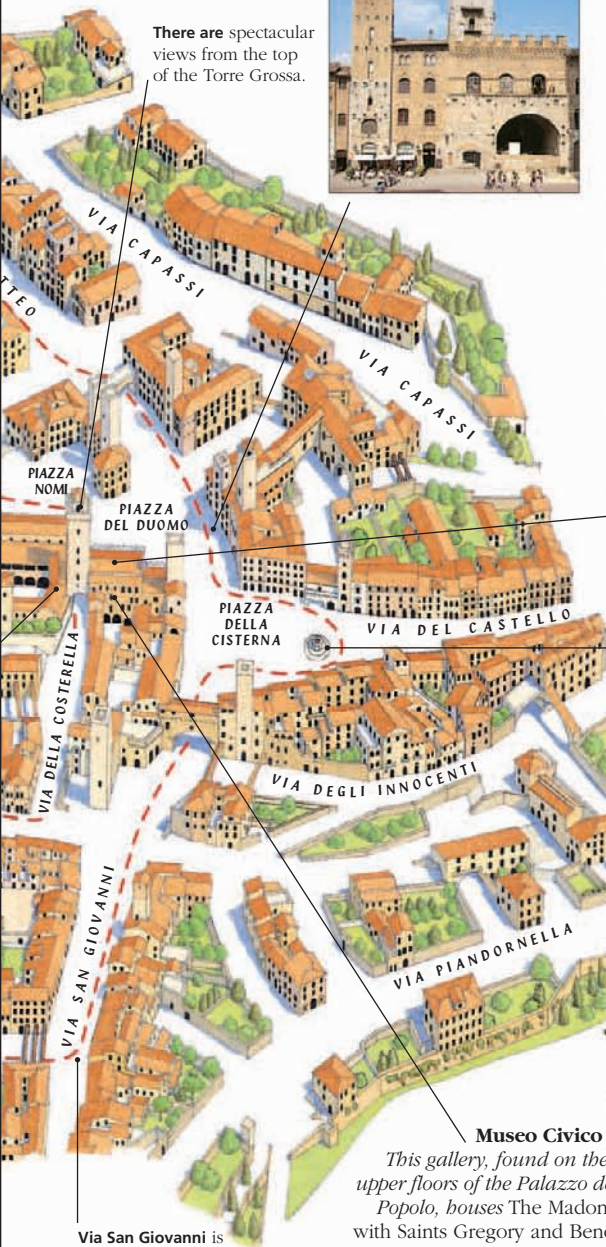 There are spectacular
views from the top
of the Torre Grossa.
VIA CAPASSI
VIA CAPASSI
PIAZZA
NOMI
PIAZZA
DEL DUOMO
PIAZZA
DELLA
CISTERNA
VIA DEL CASTELLO
VIA DELLA COSTERELLA
VIA DEGLI INNOCENTI
VIA SAN GIOVANNI
VIA PIANDORNELLA
Museo Civico
This gallery, found on the
upper floors of the Palazzo
Popolo, houses The
with Saints Gregory and
Via San Giovanni is